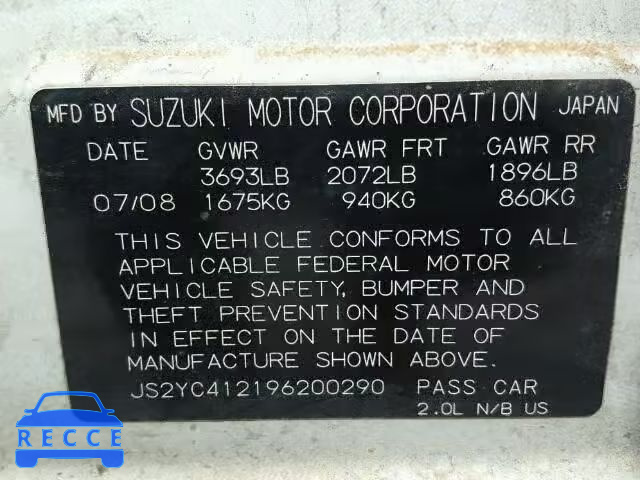 MFD BY SUZUKI MOTOR CORPORATION JAPAN
DATE GVWR GAWR FRT GAWR RR
3693LB 2072LB 1896LB
07/08 1675KG 940KG 860KG
THIS VEHICLE CONFORMS TO ALL
APPLICABLE FEDERAL MOTOR
VEHICLE SAFETY, BUMPER AND
THEFT PREVENTION STANDARDS
IN EFFECT ON THE DATE OF
MANUFACTURE SHOWN ABOVE.
JS2YC412196200290 PASS CAR
2.0L N/B US
RECCE